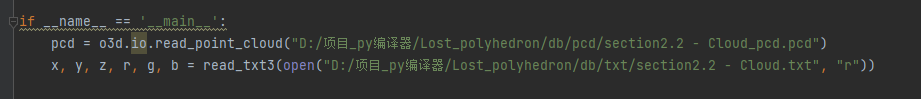 if __name__ == '__main__':
    pcd = o3d.io.read_point_cloud("D:/项目_py编译器/Lost_polyhedron/db/pcd/section2.2 - Cloud_pcd.pcd")
    x, y, z, r, g, b = read_txt3(open("D:/项目_py编译器/Lost_polyhedron/db/txt/section2.2 - Cloud.txt", "r"))